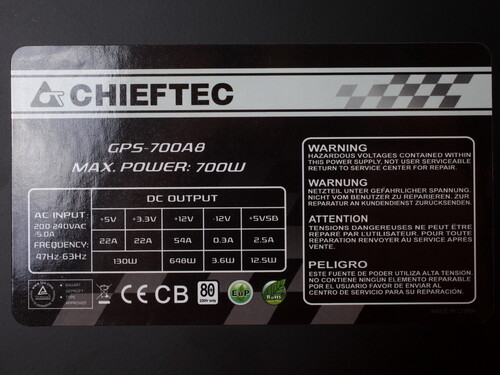 CHIEFTEC
GPS-700A8
MAX. POWER: 700W
DC OUTPUT
AC INPUT:
200-240VAC
5.0A
FREQUENCY:
47Hz-63Hz
+5V +3.3V +12V -12V +5VSB
22A 22A 54A 0.3A 2.5A
130W 648W 3.6W 12.5W
WARNING
HAZARDOUS VOLTAGES CONTAINED WITHIN
THIS POWER SUPPLY, NOT USER SERVICEABLE
RETURN TO SERVICE CENTER FOR REPAIR.
WARNUNG
NETZTEIL UNTER GEFÄHRLICHER SPANNUNG.
NICHT VOM BENUTZER ZU REPARIEREN. ZUR
REPARATUR AN KUNDENDIENST ZURÜCKSENDEN.
ATTENTION
TENSIONS DANGEREUSES NE PEUT ÊTRE
RÉPARÉ PAR L'UTILISATEUR. POUR TOUTE
RÉPARATION RENVOYER AU SERVICE APRÈS
VENTE.
PELIGRO
ESTE FUENTE DE PODER UTILIZA ALTA TENSION
NO CONTIENE NINGUN ELEMENTO REPARABLE
POR EL USUARIO FAVOR DE ENVIAR AL
CENTRO DE SERVICIO PARA SU REPARACIÓN.
TYPE
APPROVED
CE CB 80 EuP RoHS